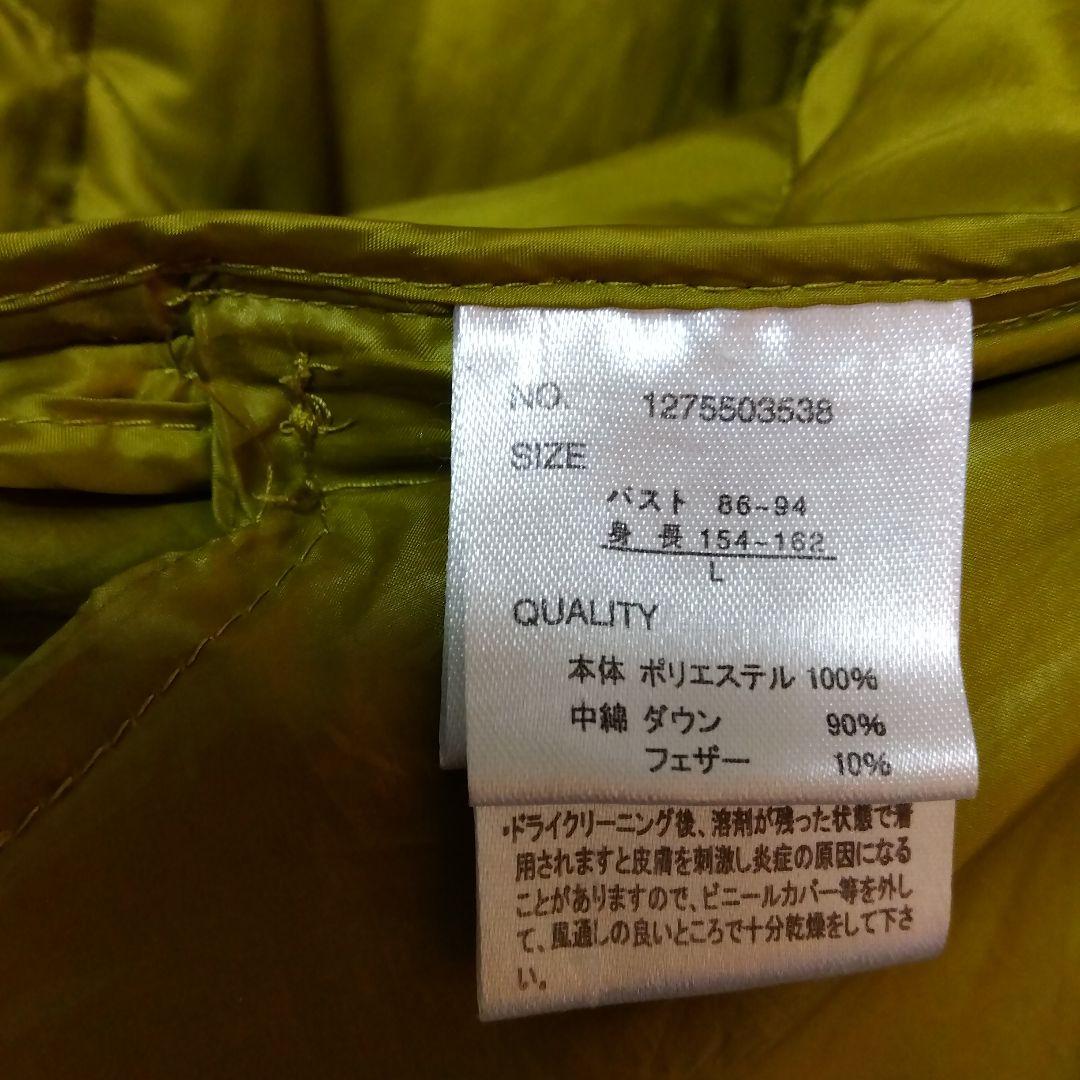 NO. 1275503538
SIZE
バスト 86~94
身長 154~162
L
QUALITY
本体 ポリエステル 100%
中綿 ダウン 90%
フェザー 10%
・ドライクリーニング後、溶剤が残った状態で着
用されますと皮膚を刺激し炎症の原因になる
ことがありますので、ビニールカバー等を外し
て、風通しの良いところで十分乾燥をして下さ
い。